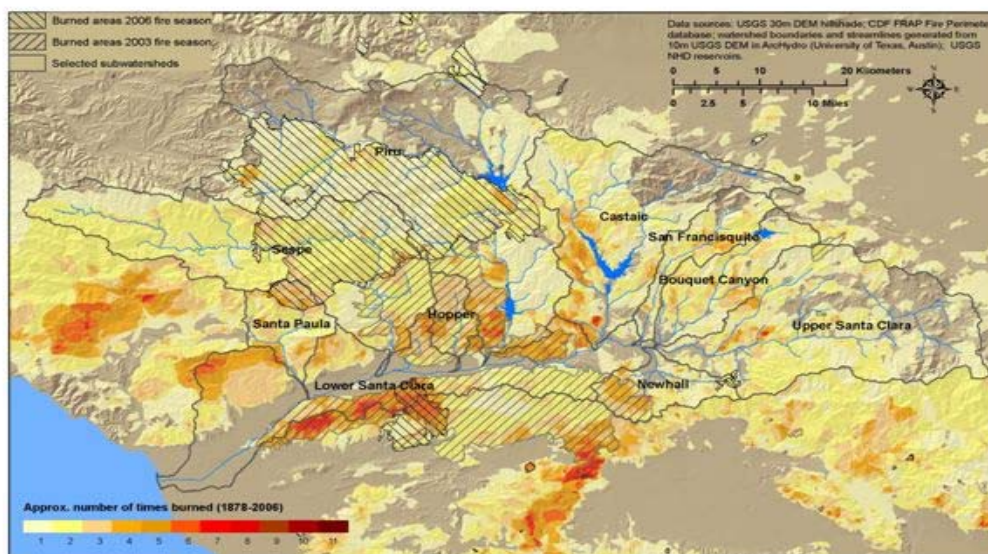 Burned areas 2006 fire season
Burned areas 2003 fire season
Selected subwatersheds
Data sources: USGS 30m DEM hillshade; CDF FRAP Fire Perimete
database; watershed boundaries and streamlines generated from
10m USGS DEM in ArcHydro (University of Texas, Austin); USGS
NHD reservoirs.
0 5 10 20 Kilometers
0 2.5 5 10 Miles
N
W E
S
Piru
Castaic
San Francisquito
Sespe
Bouquet Canyon
Hopper
Santa Paula
Upper Santa Clara
Lower Santa Clara
Newhall
Approx. number of times burned (1878-2006)
1 2 3 4 5 6 7 8 9 10 11